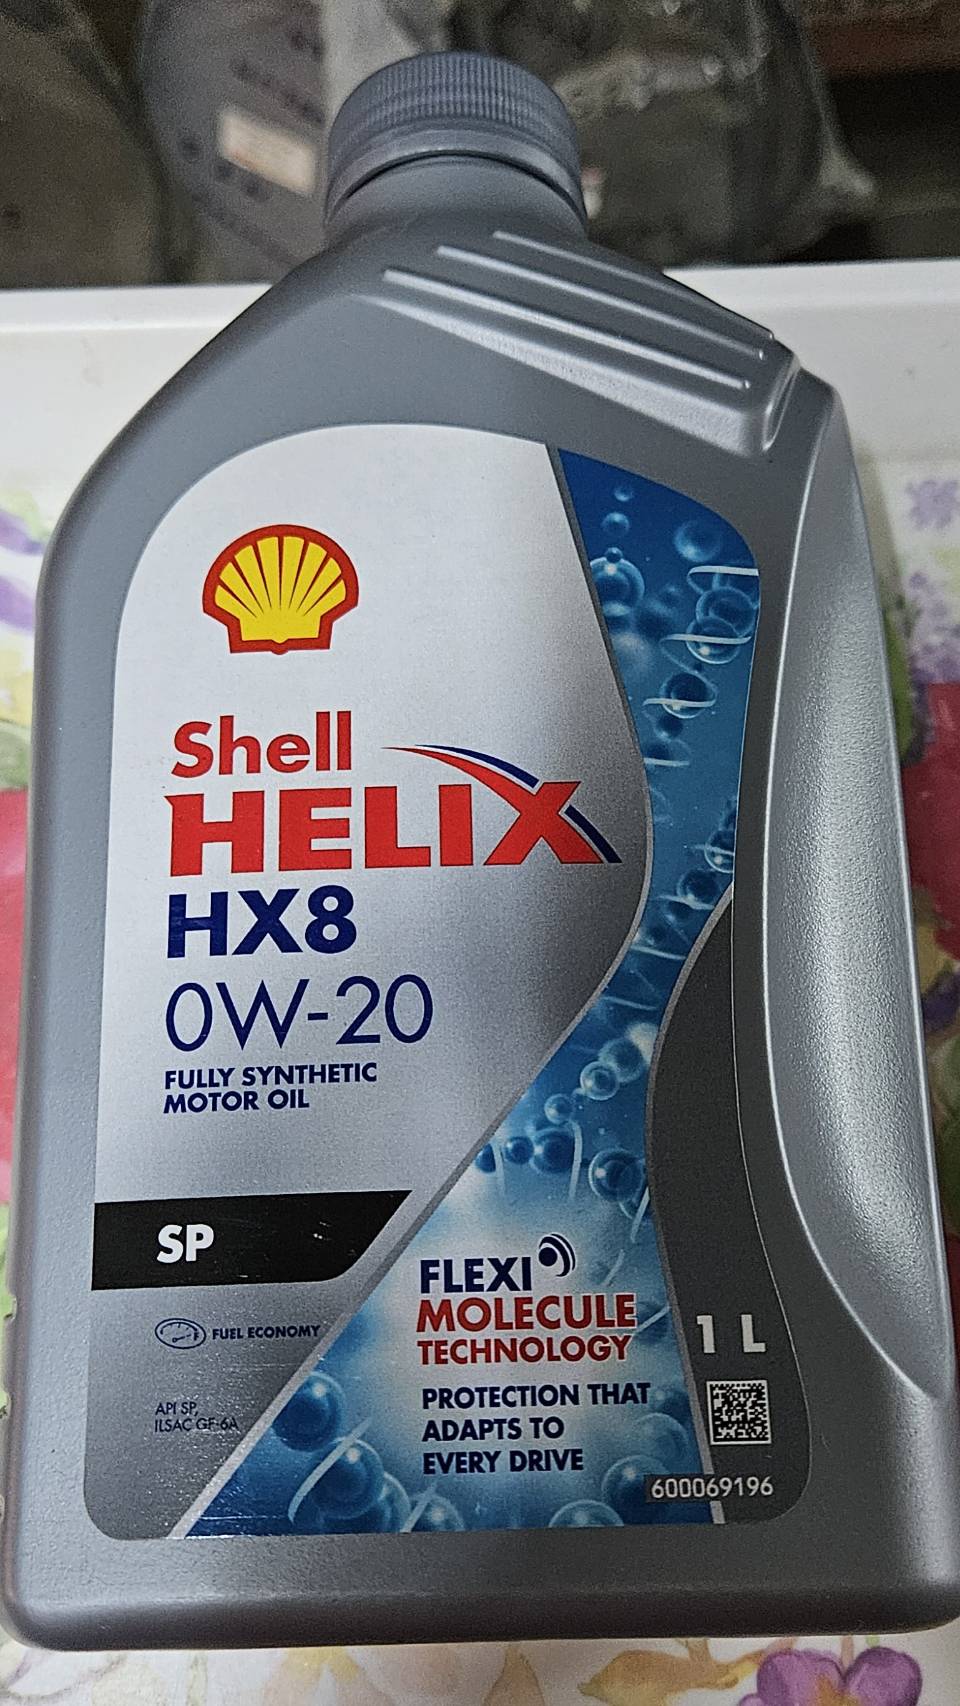 Shell
HELIX
HX8
0W-20
FULLY SYNTHETIC
MOTOR OIL
SP
FUEL ECONOMY
API SP,
ILSAC GF-6A
FLEXI
MOLECULE
TECHNOLOGY
PROTECTION THAT
ADAPTS TO
EVERY DRIVE
1 L
600069196